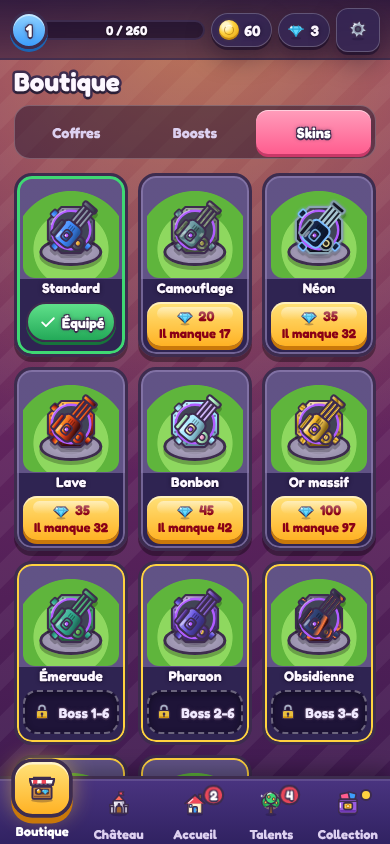 1
0 / 260
60
3
Boutique
Coffres
Boosts
Skins
Standard
Équipé
Camouflage
20
Il manque 17
Néon
35
Il manque 32
Lave
35
Il manque 32
Bonbon
45
Il manque 42
Or massif
100
Il manque 97
Émeraude
Boss 1-6
Pharaon
Boss 2-6
Obsidienne
Boss 3-6
Boutique
Château
2
Accueil
4
Talents
Collection